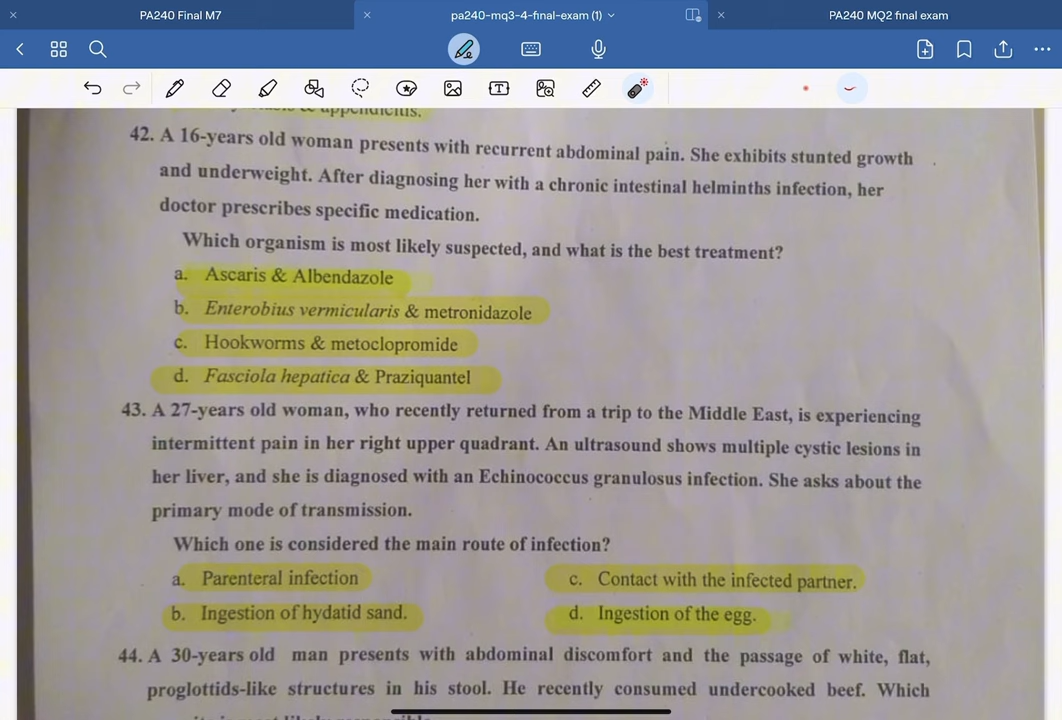 PA240 Final M7
pa240-mq3-4-final-exam (1)
PA240 MQ2 final exam
appendicitis.
42. A 16-years old woman presents with recurrent abdominal pain. She exhibits stunted growth
and underweight. After diagnosing her with a chronic intestinal helminths infection, her
doctor prescribes specific medication.
Which organism is most likely suspected, and what is the best treatment?
a. Ascaris & Albendazole
b. Enterobius vermicularis & metronidazole
c. Hookworms & metoclopromide
d. Fasciola hepatica & Praziquantel
43. A 27-years old woman, who recently returned from a trip to the Middle East, is experiencing
intermittent pain in her right upper quadrant. An ultrasound shows multiple cystic lesions in
her liver, and she is diagnosed with an Echinococcus granulosus infection. She asks about the
primary mode of transmission.
Which one is considered the main route of infection?
a. Parenteral infection
c. Contact with the infected partner.
b. Ingestion of hydatid sand.
d. Ingestion of the egg.
44. A 30-years old man presents with abdominal discomfort and the passage of white, flat,
proglottids-like structures in his stool. He recently consumed undercooked beef. Which